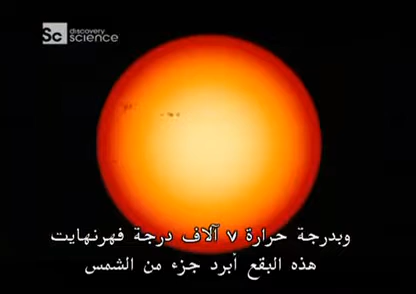 Sc discovery
science
وبدرجة حرارة ٧ آلاف درجة فهرنهايت
هذه البقع أبرد جزء من الشمس